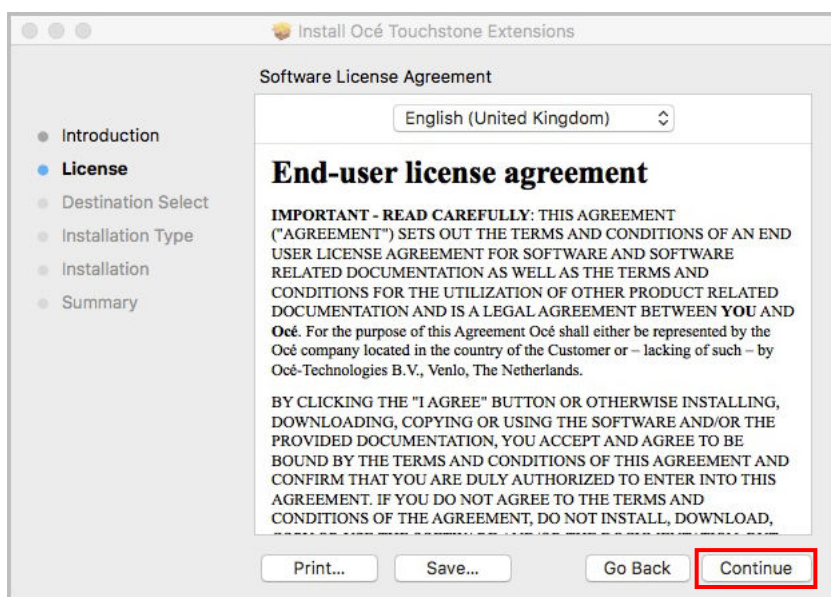 Install Océ Touchstone Extensions
Software License Agreement
Introduction
License
Destination Select
Installation Type
Installation
Summary
English (United Kingdom)
End-user license agreement
IMPORTANT - READ CAREFULLY: THIS AGREEMENT
("AGREEMENT") SETS OUT THE TERMS AND CONDITIONS OF AN END
USER LICENSE AGREEMENT FOR SOFTWARE AND SOFTWARE
RELATED DOCUMENTATION AS WELL AS THE TERMS AND
CONDITIONS FOR THE UTILIZATION OF OTHER PRODUCT RELATED
DOCUMENTATION AND IS A LEGAL AGREEMENT BETWEEN YOU AND
Océ. For the purpose of this Agreement Océ shall either be represented by the
Océ company located in the country of the Customer or – lacking of such – by
Océ-Technologies B.V., Venlo, The Netherlands.
BY CLICKING THE "I AGREE" BUTTON OR OTHERWISE INSTALLING,
DOWNLOADING, COPYING OR USING THE SOFTWARE AND/OR THE
PROVIDED DOCUMENTATION, YOU ACCEPT AND AGREE TO BE
BOUND BY THE TERMS AND CONDITIONS OF THIS AGREEMENT AND
CONFIRM THAT YOU ARE DULY AUTHORIZED TO ENTER INTO THIS
AGREEMENT. IF YOU DO NOT AGREE TO THE TERMS AND
CONDITIONS OF THE AGREEMENT, DO NOT INSTALL, DOWNLOAD,
Print...
Save...
Go Back
Continue